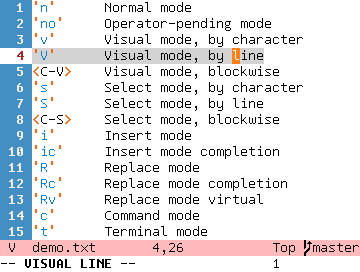 1 'n' Normal mode
2 'no' Operator-pending mode
3 'v' Visual mode, by character
4 'V' Visual mode, by line
5 <C-V> Visual mode, blockwise
6 's' Select mode, by character
7 'S' Select mode, by line
8 <C-S> Select mode, blockwise
9 'i' Insert mode
10 'ic' Insert mode completion
11 'R' Replace mode
12 'Rc' Replace mode completion
13 'Rv' Replace mode virtual
14 'c' Command mode
15 't' Terminal mode
V demo.txt 4,26 Top master
-- VISUAL LINE -- 1